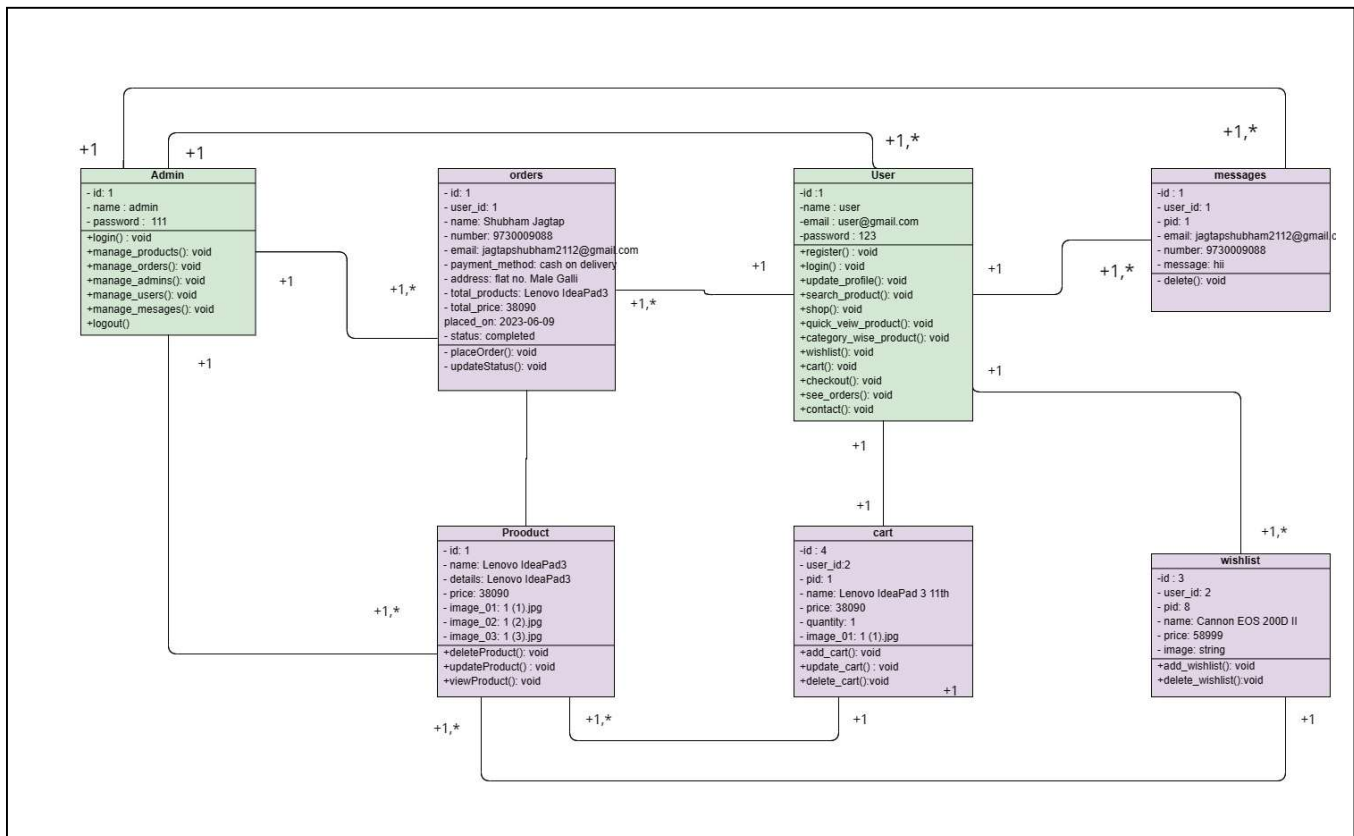 +1
+1
+1,*
+1,*
Admin
- id: 1
- name : admin
- password :  111
+login() : void
+manage_products(): void
+manage_orders(): void
+manage_admins(): void
+manage_users(): void
+manage_mesages(): void
+logout()
orders
- id: 1
- user_id: 1
- name: Shubham Jagtap
- number: 9730009088
- email: jagtapshubham2112@gmail.com
- payment_method: cash on delivery
- address: flat no. Male Galli
- total_products: Lenovo IdeaPad3
- total_price: 38090
placed_on: 2023-06-09
- status: completed
- placeOrder(): void
- updateStatus(): void
User
-id :1
-name : user
-email : user@gmail.com
-password : 123
+register() : void
+login() : void
+update_profile(): void
+search_product(): void
+shop(): void
+quick_veiw_product(): void
+category_wise_product(): void
+wishlist(): void
+cart(): void
+checkout(): void
+see_orders(): void
+contact(): void
messages
-id : 1
- user_id: 1
- pid: 1
- email: jagtapshubham2112@gmail.c
- number: 9730009088
- message: hii
- delete(): void
+1
+1,*
+1,*
+1
+1
+1,*
+1
+1
+1
+1
+1,*
+1,*
Prooduct
- id: 1
- name: Lenovo IdeaPad3
- details: Lenovo IdeaPad3
- price: 38090
- image_01: 1 (1).jpg
- image_02: 1 (2).jpg
- image_03: 1 (3).jpg
+deleteProduct(): void
+updateProduct() : void
+viewProduct(): void
cart
-id : 4
- user_id:2
- pid: 1
- name: Lenovo IdeaPad 3 11th
- price: 38090
- quantity: 1
- image_01: 1 (1).jpg
+add_cart(): void
+update_cart() : void
+delete_cart():void
+1
wishlist
-id : 3
- user_id: 2
- pid: 8
- name: Cannon EOS 200D II
- price: 58999
- image: string
+add_wishlist(): void
+delete_wishlist():void
+1,*
+1,*
+1
+1